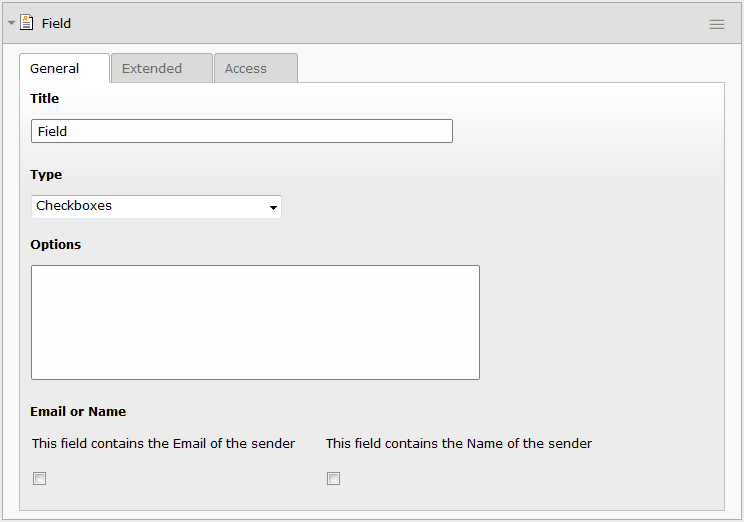 Field
General Extended Access
Title
Field
Type
Checkboxes
Options
Email or Name
This field contains the Email of the sender This field contains the Name of the sender